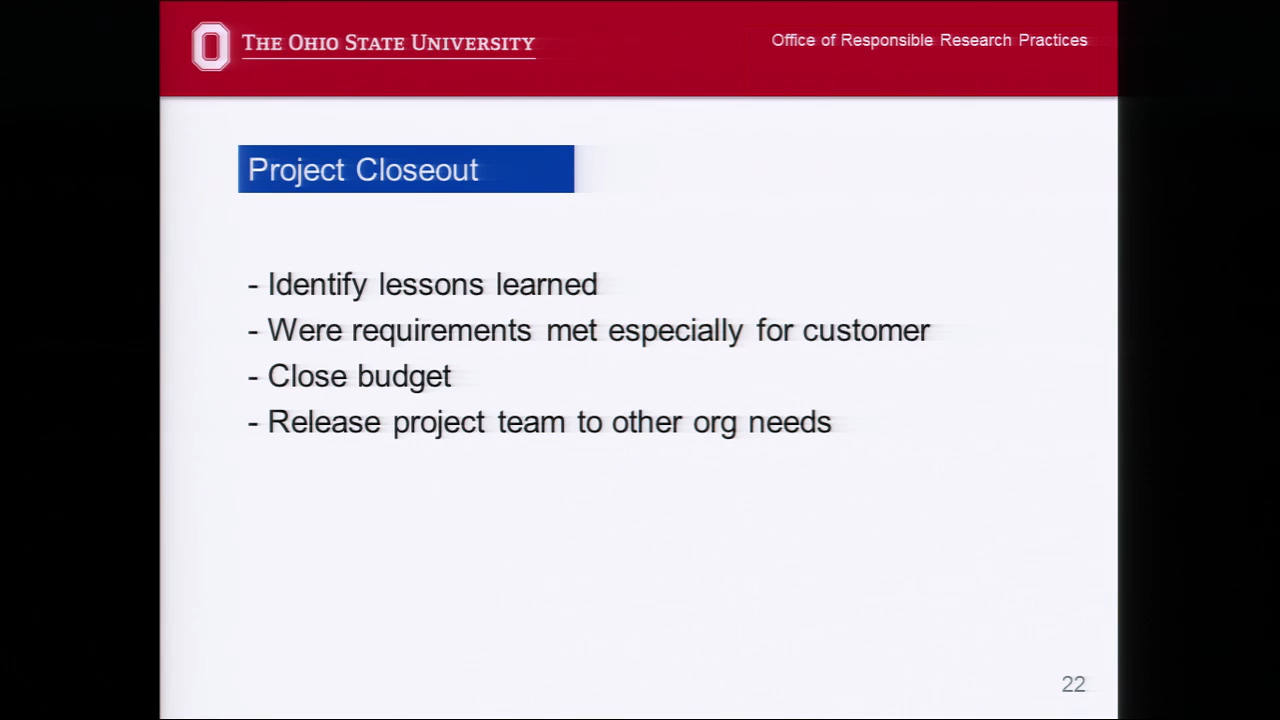 THE OHIO STATE UNIVERSITY
Office of Responsible Research Practices
Project Closeout
- Identify lessons learned
- Were requirements met especially for customer
- Close budget
- Release project team to other org needs
22